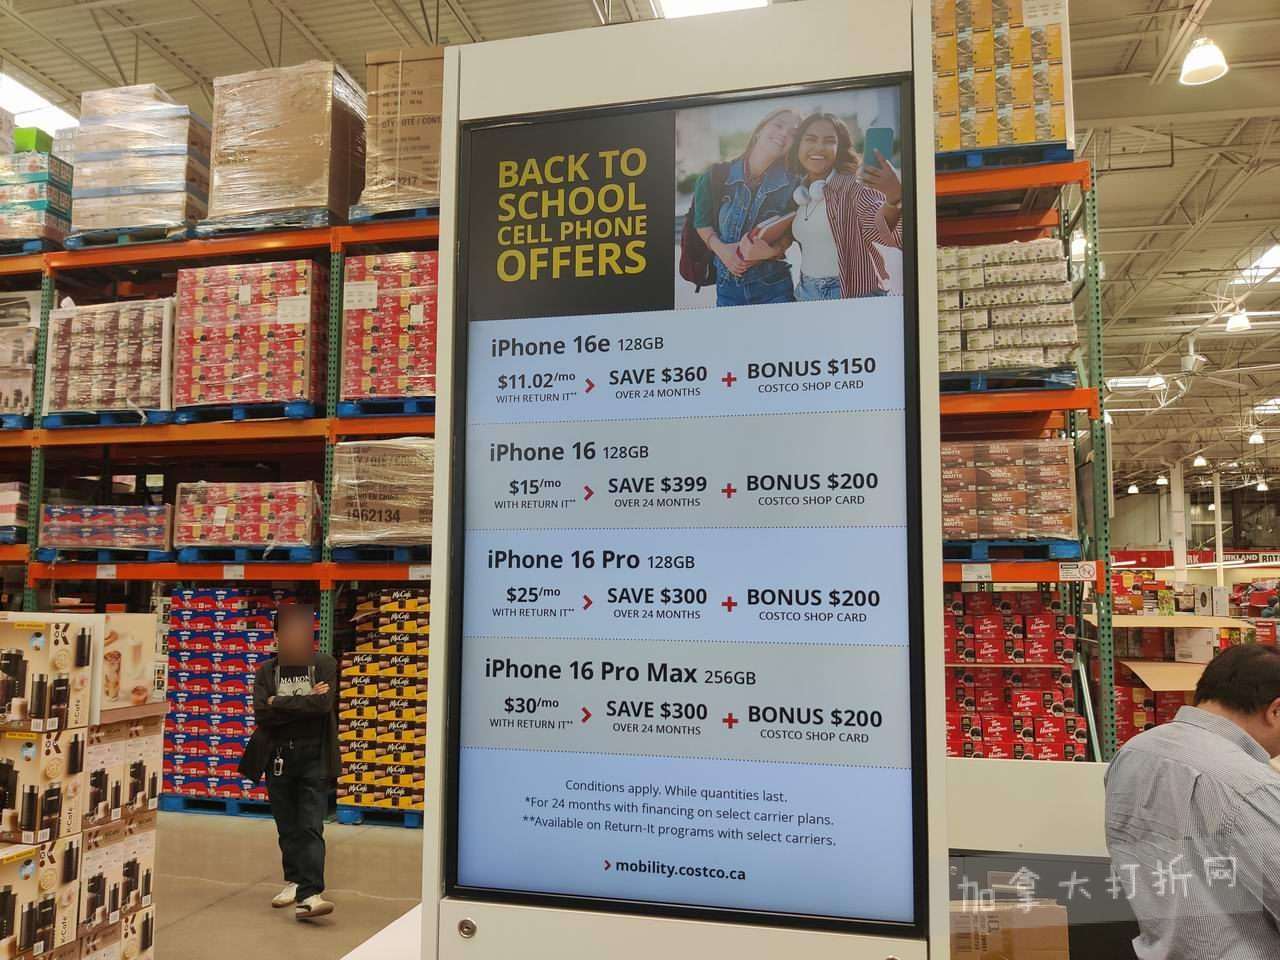 BACK TO
SCHOOL
CELL PHONE
OFFERS
iPhone 16e 128GB
$11.02/mo > SAVE $360 + BONUS $150
WITH RETURN IT** OVER 24 MONTHS COSTCO SHOP CARD
iPhone 16 128GB
$15/mo > SAVE $399 + BONUS $200
WITH RETURN IT** OVER 24 MONTHS COSTCO SHOP CARD
iPhone 16 Pro 128GB
$25/mo > SAVE $300 + BONUS $200
WITH RETURN IT** OVER 24 MONTHS COSTCO SHOP CARD
iPhone 16 Pro Max 256GB
$30/mo > SAVE $300 + BONUS $200
WITH RETURN IT** OVER 24 MONTHS COSTCO SHOP CARD
Conditions apply. While quantities last.
*For 24 months with financing on select carrier plans.
**Available on Return-It programs with select carriers.
> mobility.costco.ca
加拿大打折网
1962134
McCafé
Tim Hortons
KIRKLAND
VAN HOUTTE
K-Café